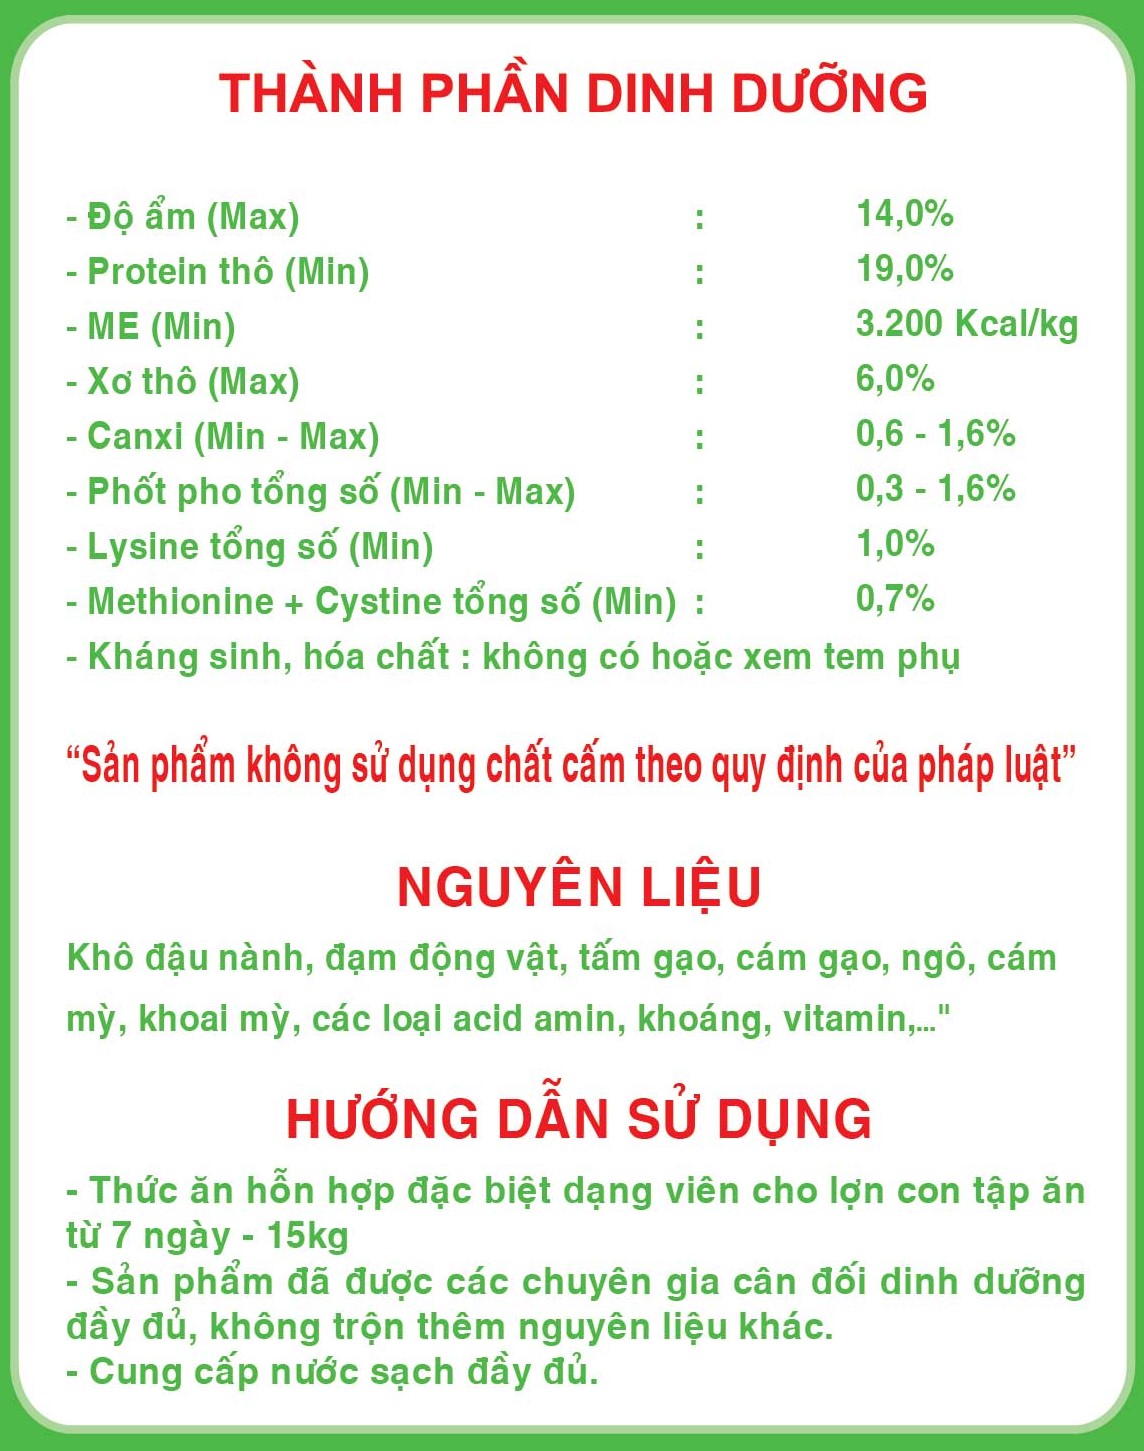 THÀNH PHẦN DINH DƯỠNG
- Độ ẩm (Max) : 14,0%
- Protein thô (Min) : 19,0%
- ME (Min) : 3.200 Kcal/kg
- Xơ thô (Max) : 6,0%
- Canxi (Min - Max) : 0,6 - 1,6%
- Phốt pho tổng số (Min - Max) : 0,3 - 1,6%
- Lysine tổng số (Min) : 1,0%
- Methionine + Cystine tổng số (Min) : 0,7%
- Kháng sinh, hóa chất : không có hoặc xem tem phụ
“Sản phẩm không sử dụng chất cấm theo quy định của pháp luật”
NGUYÊN LIỆU
Khô đậu nành, đạm động vật, tấm gạo, cám gạo, ngô, cám
mỳ, khoai mỳ, các loại acid amin, khoáng, vitamin,..."
HƯỚNG DẪN SỬ DỤNG
- Thức ăn hỗn hợp đặc biệt dạng viên cho lợn con tập ăn
từ 7 ngày - 15kg
- Sản phẩm đã được các chuyên gia cân đối dinh dưỡng
đầy đủ, không trộn thêm nguyên liệu khác.
- Cung cấp nước sạch đầy đủ.